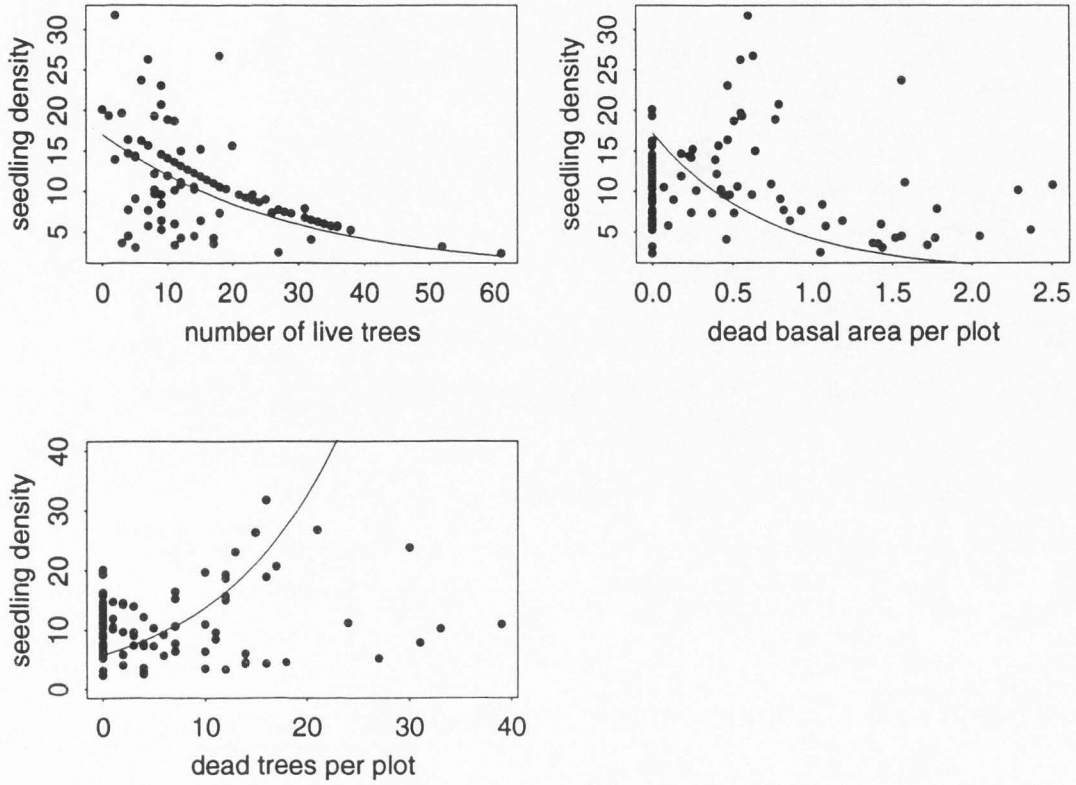 seedling density
30
25
20
15
10
5
0 10 20 30 40 50 60
number of live trees
seedling density
30
25
20
15
10
5
0.0 0.5 1.0 1.5 2.0 2.5
dead basal area per plot
seedling density
40
30
20
10
0
0 10 20 30 40
dead trees per plot